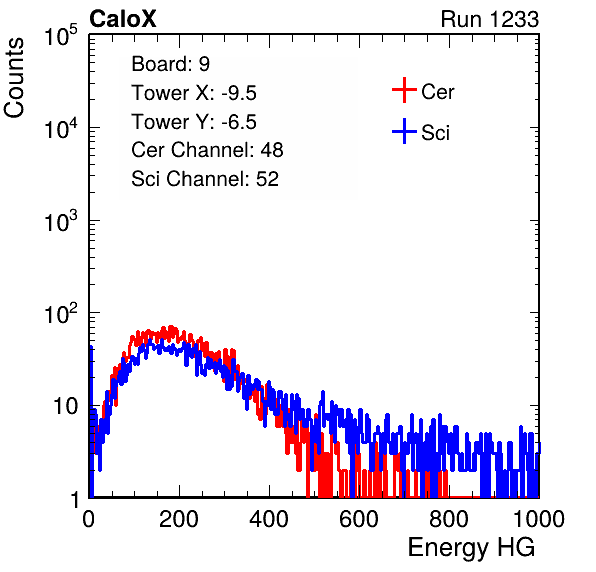 CaloX Run 1233
Counts
10^5
10^4
10^3
10^2
10
1
Board: 9
Tower X: -9.5
Tower Y: -6.5
Cer Channel: 48
Sci Channel: 52
Cer
Sci
0 200 400 600 800 1000
Energy HG